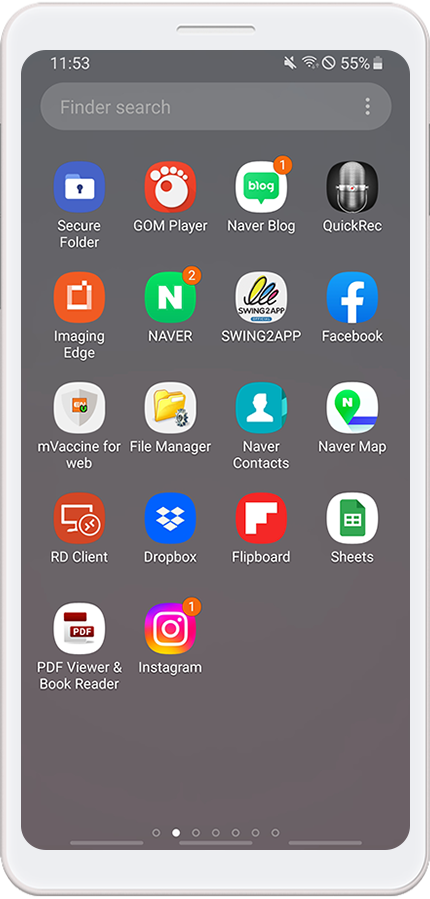 11:53
55%
Finder search
blog
1
Secure
Folder
GOM Player
Naver Blog
QuickRec
N
2
SWING2APP
OFFICIAL
Imaging
Edge
NAVER
SWING2APP
Facebook
N
mVaccine for
web
File Manager
Naver
Contacts
Naver Map
RD Client
Dropbox
Flipboard
Sheets
PDF
1
PDF Viewer &
Book Reader
Instagram